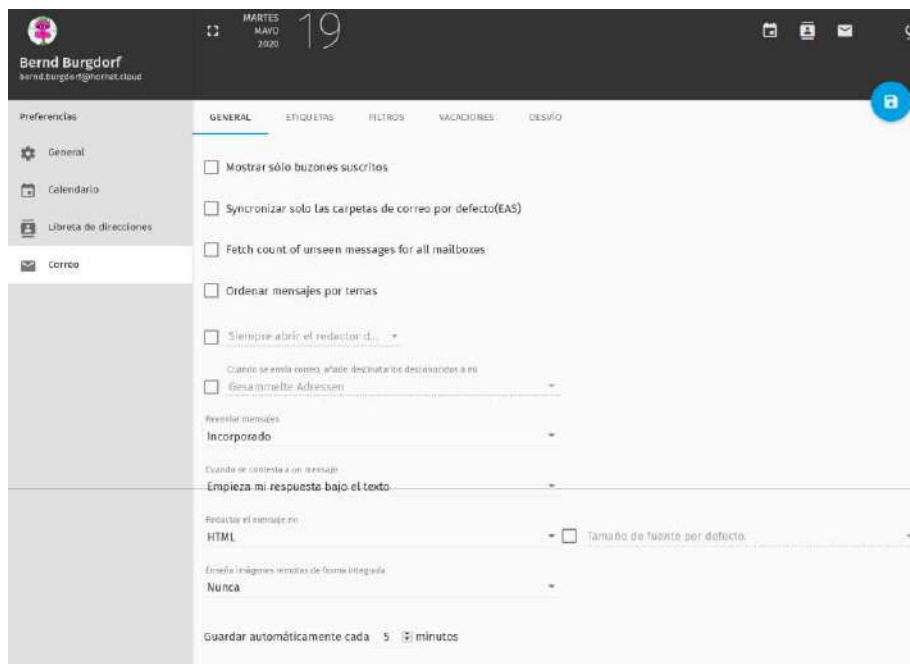 MARTES
MAYO
2020
19
Bernd Burgdorf
bernd.burgdorf@hornet.cloud
Preferencias
General
Calendario
Libreta de direcciones
Correo
GENERAL ETIQUETAS FILTROS VACACIONES DESVÍO
Mostrar sólo buzones suscritos
Syncronizar solo las carpetas de correo por defecto(EAS)
Fetch count of unseen messages for all mailboxes
Ordenar mensajes por temas
Siempre abrir el redactor d...
Cuando se envía correo, añade destinatarios desconocidos a mi
Gesammelte Adressen
Reenviar mensajes
Incorporado
Cuando se contesta a un mensaje
Empieza mi respuesta bajo el texto
Redactar el mensaje en
HTML
Tamaño de fuente por defecto.
Enseña imágenes remotas de forma integrada
Nunca
Guardar automáticamente cada 5 minutos